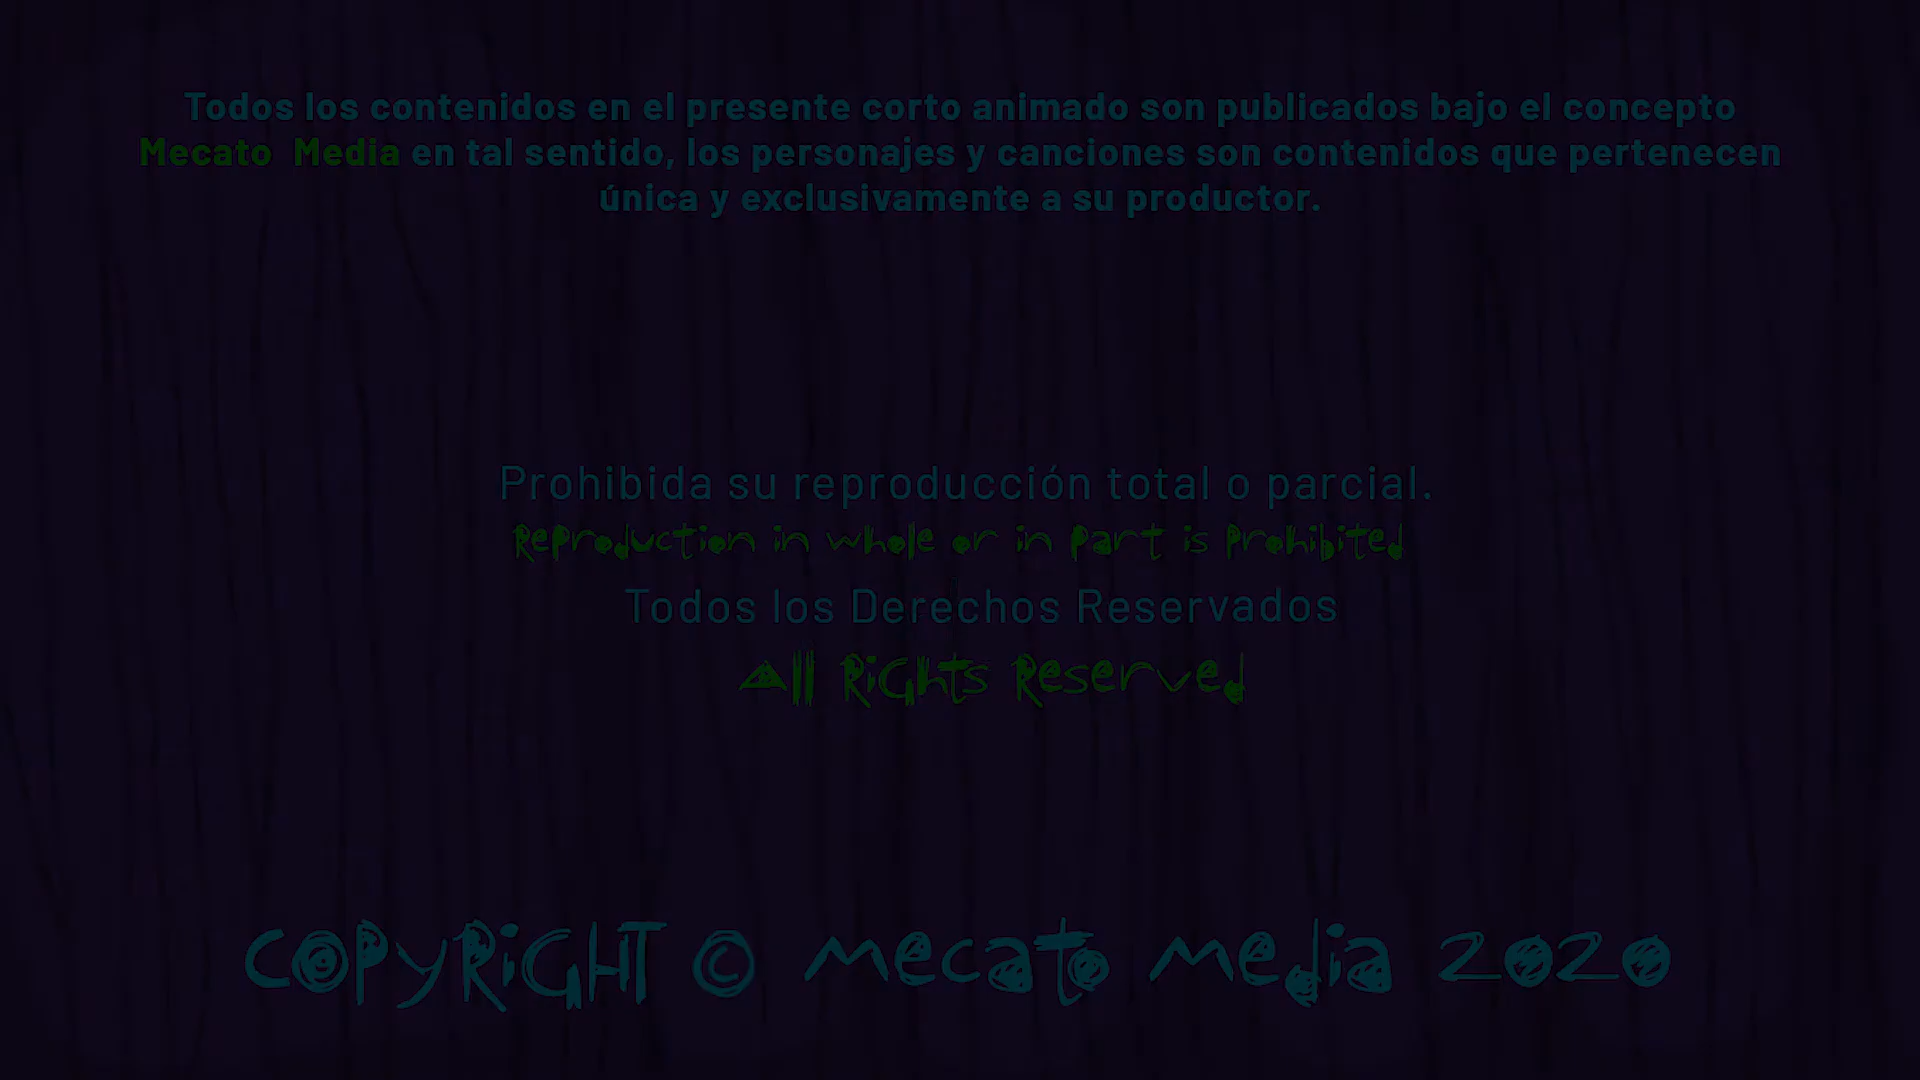 Todos los contenidos en el presente corto animado son publicados bajo el concepto
Mecato Media en tal sentido, los personajes y canciones son contenidos que pertenecen
única y exclusivamente a su productor.
Prohibida su reproducción total o parcial.
Reproduction in whole or in part is prohibited
Todos los Derechos Reservados
All Rights Reserved
COPYRIGHT © mecato media 2020